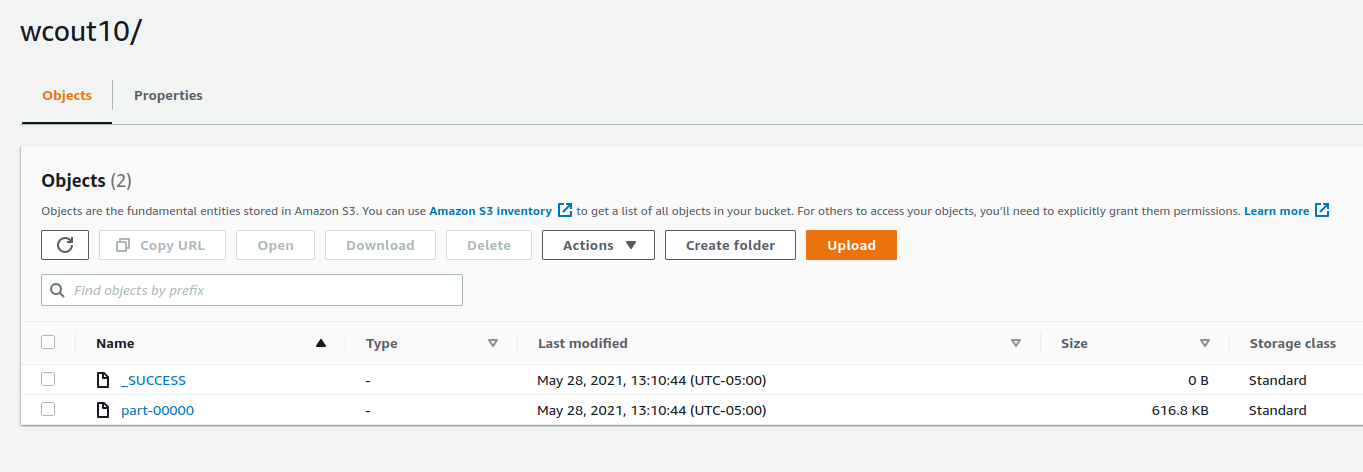 wcout10/
Objects Properties
Objects (2)
Objects are the fundamental entities stored in Amazon S3. You can use Amazon S3 inventory to get a list of all objects in your bucket. For others to access your objects, you'll need to explicitly grant them permissions. Learn more
Copy URL Open Download Delete Actions Create folder Upload
Find objects by prefix
Name Type Last modified Size Storage class
_SUCCESS - May 28, 2021, 13:10:44 (UTC-05:00) 0 B Standard
part-00000 - May 28, 2021, 13:10:44 (UTC-05:00) 616.8 KB Standard